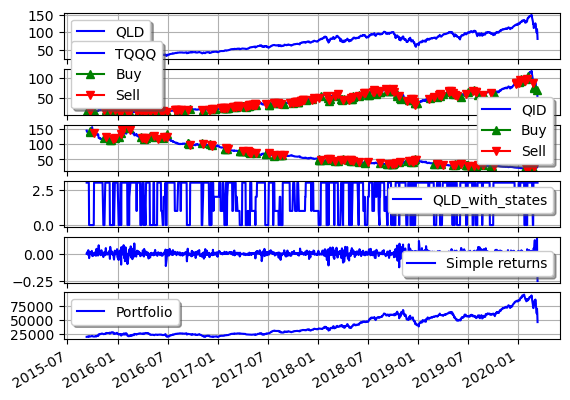 150
100
50
QLD
TQQQ
Buy
Sell
100
50
QID
Buy
Sell
150
100
50
2.5
0.0
QLD_with_states
0.00
−0.25
Simple returns
75000
50000
25000
Portfolio
2015-07
2016-01
2016-07
2017-01
2017-07
2018-01
2018-07
2019-01
2019-07
2020-01